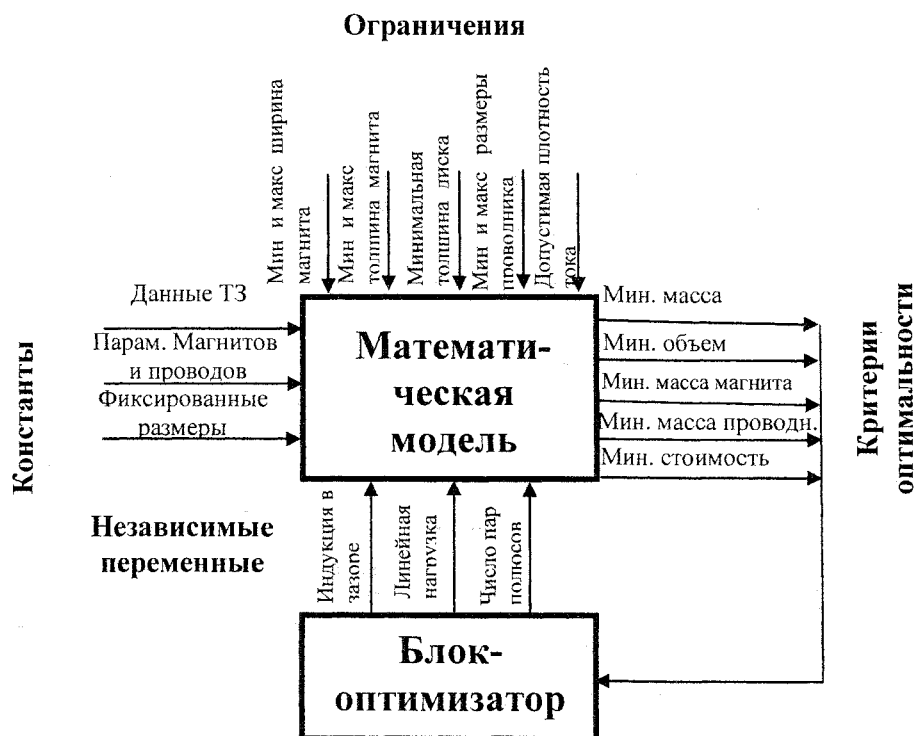 Ограничения
Мин и макс ширина
магнита
Мин и макс
толщина магнита
Минимальная
толщина диска
Мин и макс размеры
проводника
Допустимая плотность
тока
Данные ТЗ
Парам. Магнитов
и проводов
Фиксированные
размеры
Константы
Математи-
ческая
модель
Мин. масса
Мин. объем
Мин. масса магнита
Мин. масса проводн.
Мин. стоимость
Критерии
оптимальности
Независимые
переменные
Индукция в
зазоре
Линейная
нагрузка
Число пар
полюсов
Блок-
оптимизатор